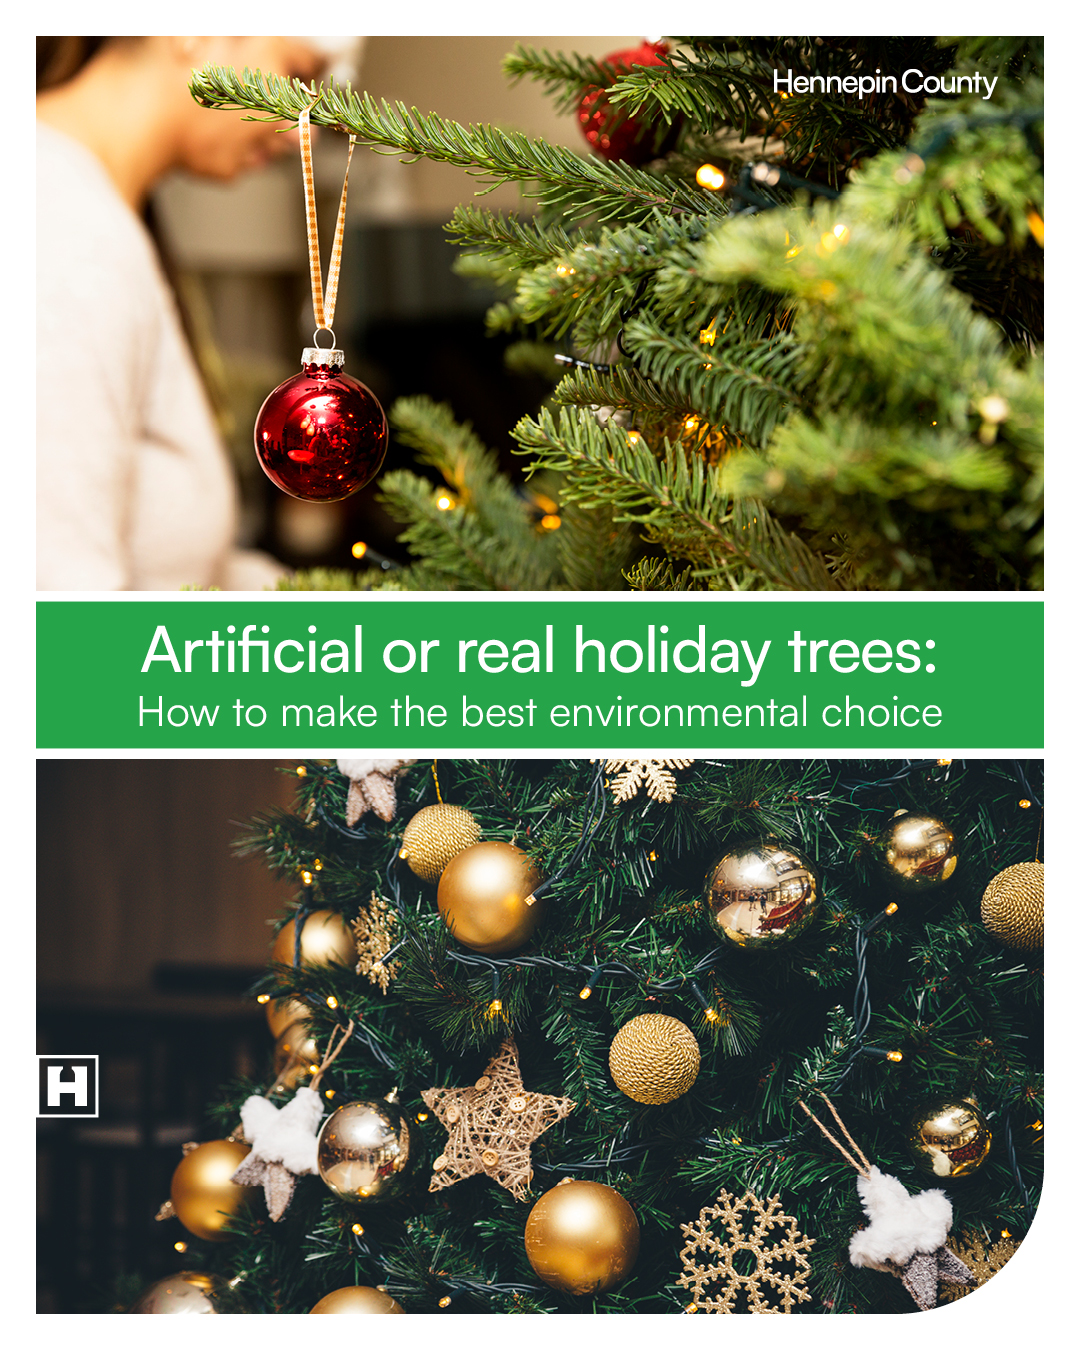 Hennepin County
Artificial or real holiday trees:
How to make the best environmental choice
H